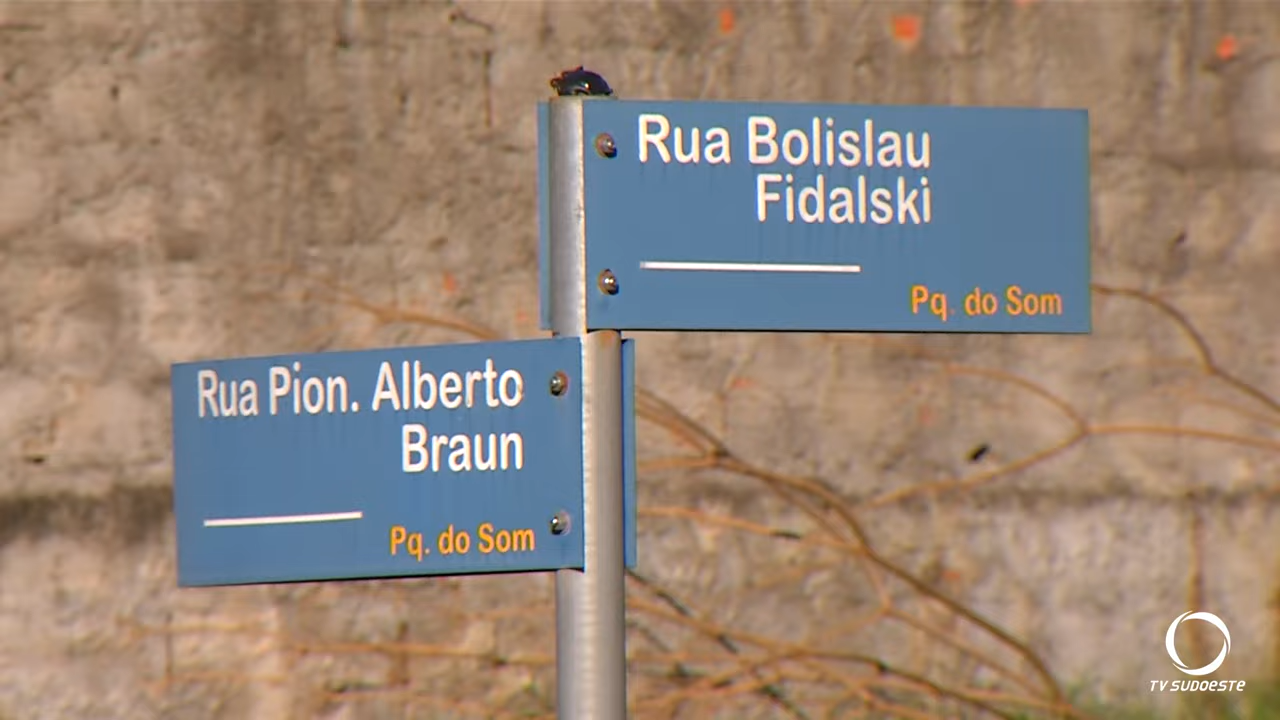 Rua Bolislau
Fidalski
Pq. do Som
Rua Pion. Alberto
Braun
Pq. do Som
TV SUDOESTE